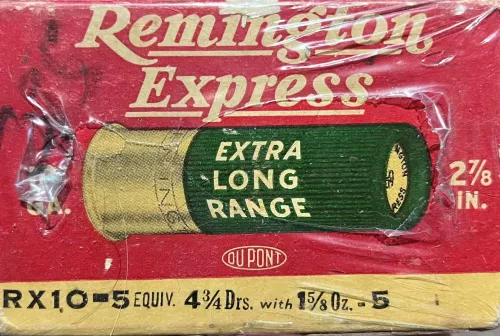 Remington
Express
EXTRA
LONG
RANGE
GA.
2⅞
IN.
DU PONT
RX10-5 EQUIV. 4¾ Drs. with 1⅝ Oz. - 5